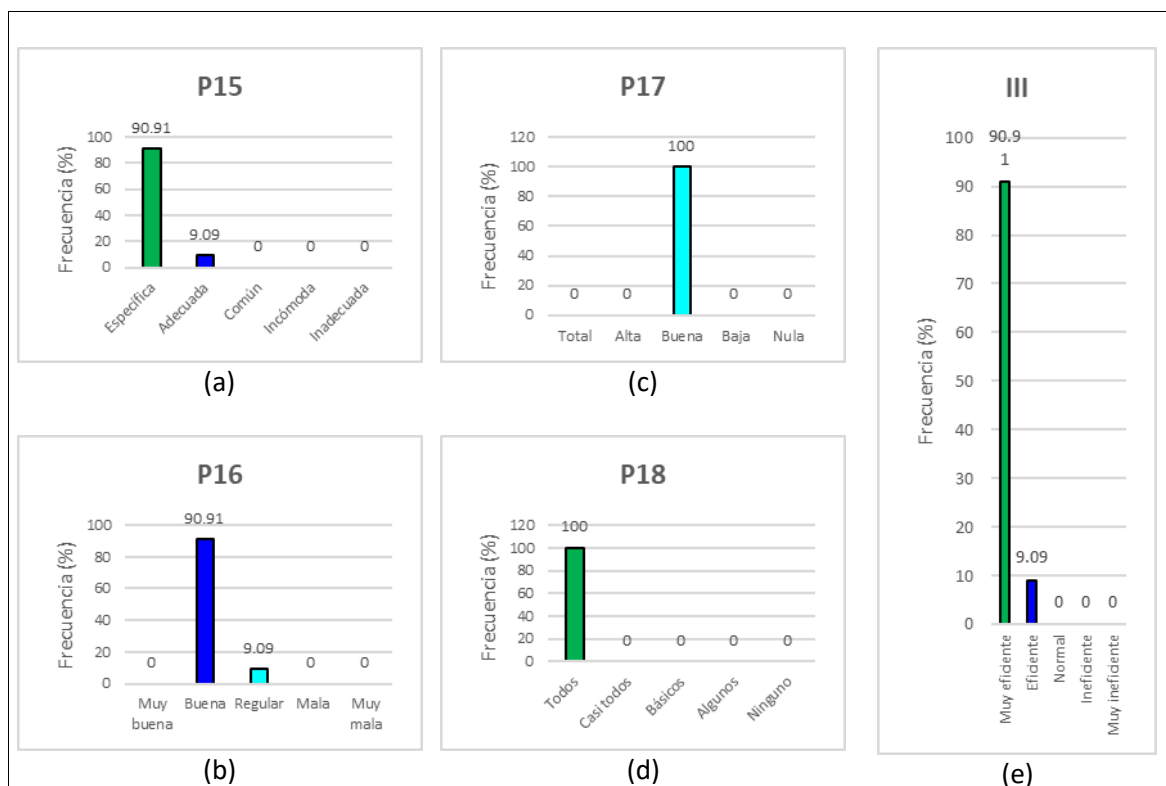 P15
Frecuencia (%)
100
80
60
40
20
0
90.91
9.09
0
0
0
Específica
Adecuada
Común
Incómoda
Inadecuada
(a)
P17
Frecuencia (%)
120
100
80
60
40
20
0
0
0
100
0
0
Total
Alta
Buena
Baja
Nula
(c)
P16
Frecuencia (%)
100
80
60
40
20
0
0
90.91
9.09
0
0
Muy
buena
Buena
Regular
Mala
Muy
mala
(b)
P18
Frecuencia (%)
120
100
80
60
40
20
0
100
0
0
0
0
Todos
Casi todos
Básicos
Algunos
Ninguno
(d)
III
Frecuencia (%)
100
90
80
70
60
50
40
30
20
10
0
90.9
1
9.09
0
0
0
Muy eficiente
Eficiente
Normal
Ineficiente
Muy ineficiente
(e)